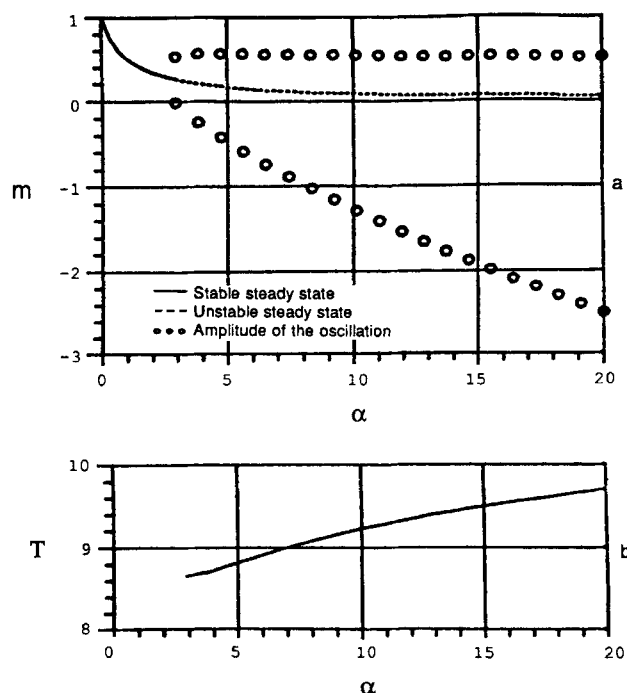 1
0
m
-1
a
-2
Stable steady state
Unstable steady state
Amplitude of the oscillation
-3
0 5 10 15 20
α
10
T
9
b
8
0 5 10 15 20
α